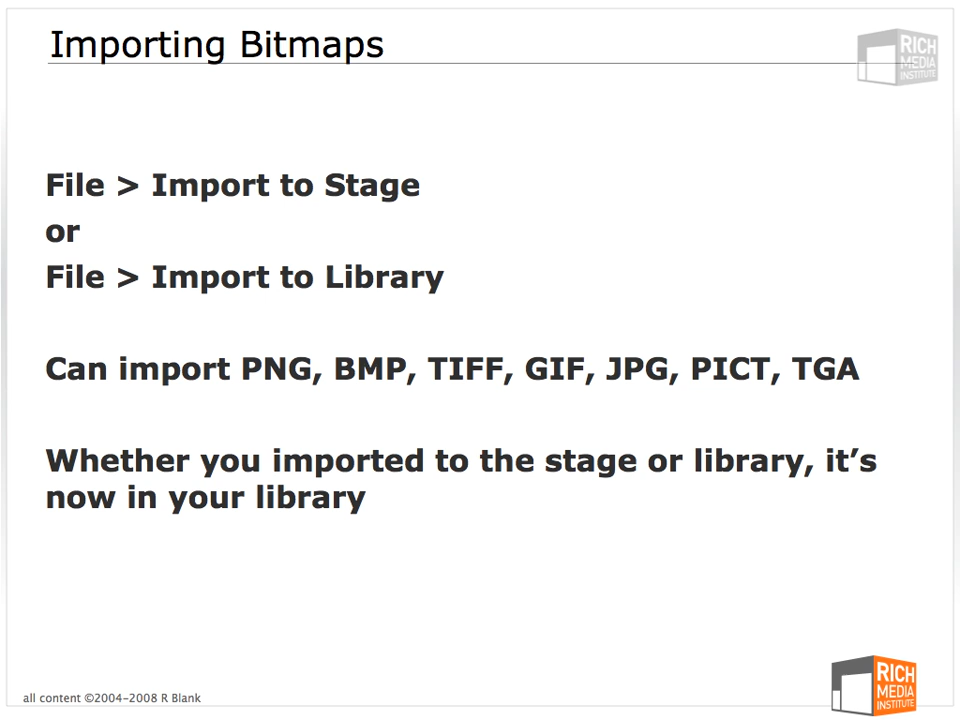 Importing Bitmaps
RICH
MEDIA
INSTITUTE
File > Import to Stage
or
File > Import to Library
Can import PNG, BMP, TIFF, GIF, JPG, PICT, TGA
Whether you imported to the stage or library, it’s
now in your library
all content ©2004-2008 R Blank
RICH
MEDIA
INSTITUTE